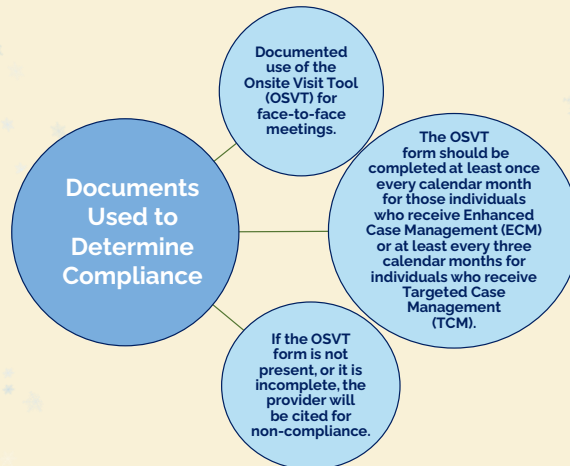 Documents
Used to
Determine
Compliance
Documented
use of the
Onsite Visit Tool
(OSVT) for
face-to-face
meetings.
The OSVT
form should be
completed at least once
every calendar month
for those individuals
who receive Enhanced
Case Management (ECM)
or at least every three
calendar months for
individuals who receive
Targeted Case
Management
(TCM).
If the OSVT
form is not
present, or it is
incomplete, the
provider will
be cited for
non-compliance.